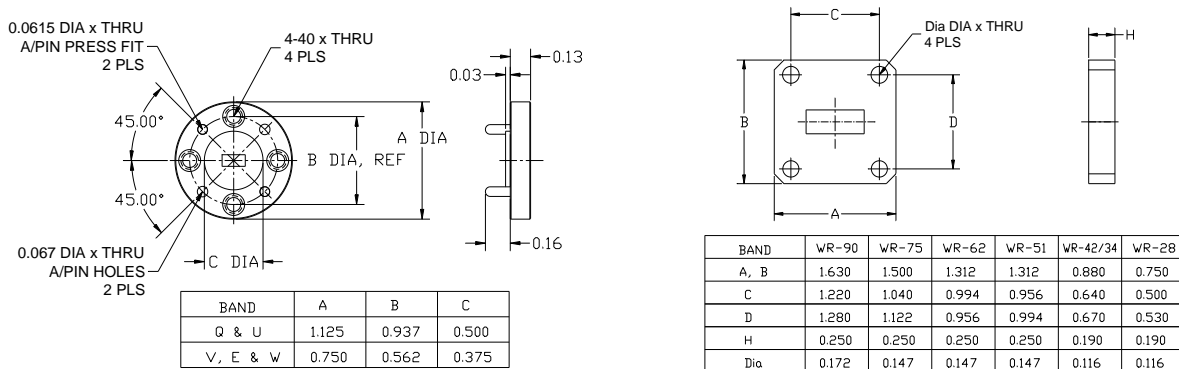 0.0615 DIA x THRU
A/PIN PRESS FIT
2 PLS
4-40 x THRU
4 PLS
45.00°
45.00°
0.067 DIA x THRU
A/PIN HOLES
2 PLS
C DIA
A DIA
B DIA, REF
0.03
0.13
0.16
BAND A B C
Q & U 1.125 0.937 0.500
V, E & W 0.750 0.562 0.375
C
Dia DIA x THRU
4 PLS
H
B
D
A
BAND WR-90 WR-75 WR-62 WR-51 WR-42/34 WR-28
A, B 1.630 1.500 1.312 1.312 0.880 0.750
C 1.220 1.040 0.994 0.956 0.640 0.500
D 1.280 1.122 0.956 0.994 0.670 0.530
H 0.250 0.250 0.250 0.250 0.190 0.190
Dia 0.172 0.147 0.147 0.147 0.116 0.116